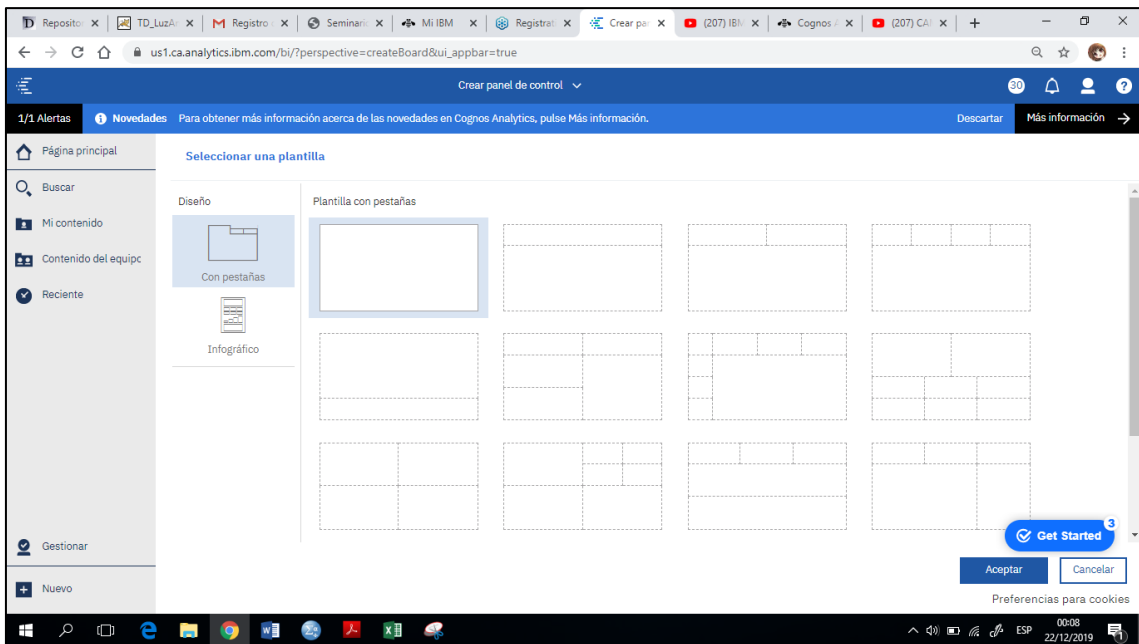 Reposito
TD_LuzA
Registro
Seminari
Mi IBM
Registrat
Crear par
(207) IBM
Cognos A
(207) CA
us1.ca.analytics.ibm.com/bi/?perspective=createBoard&ui_appbar=true
Crear panel de control
30
1/1 Alertas
Novedades Para obtener más información acerca de las novedades en Cognos Analytics, pulse Más información.
Descartar
Más información
Página principal
Seleccionar una plantilla
Buscar
Diseño
Plantilla con pestañas
Mi contenido
Contenido del equipo
Con pestañas
Reciente
Infográfico
3
Get Started
Gestionar
Aceptar
Cancelar
Nuevo
Preferencias para cookies
ESP
00:08
22/12/2019